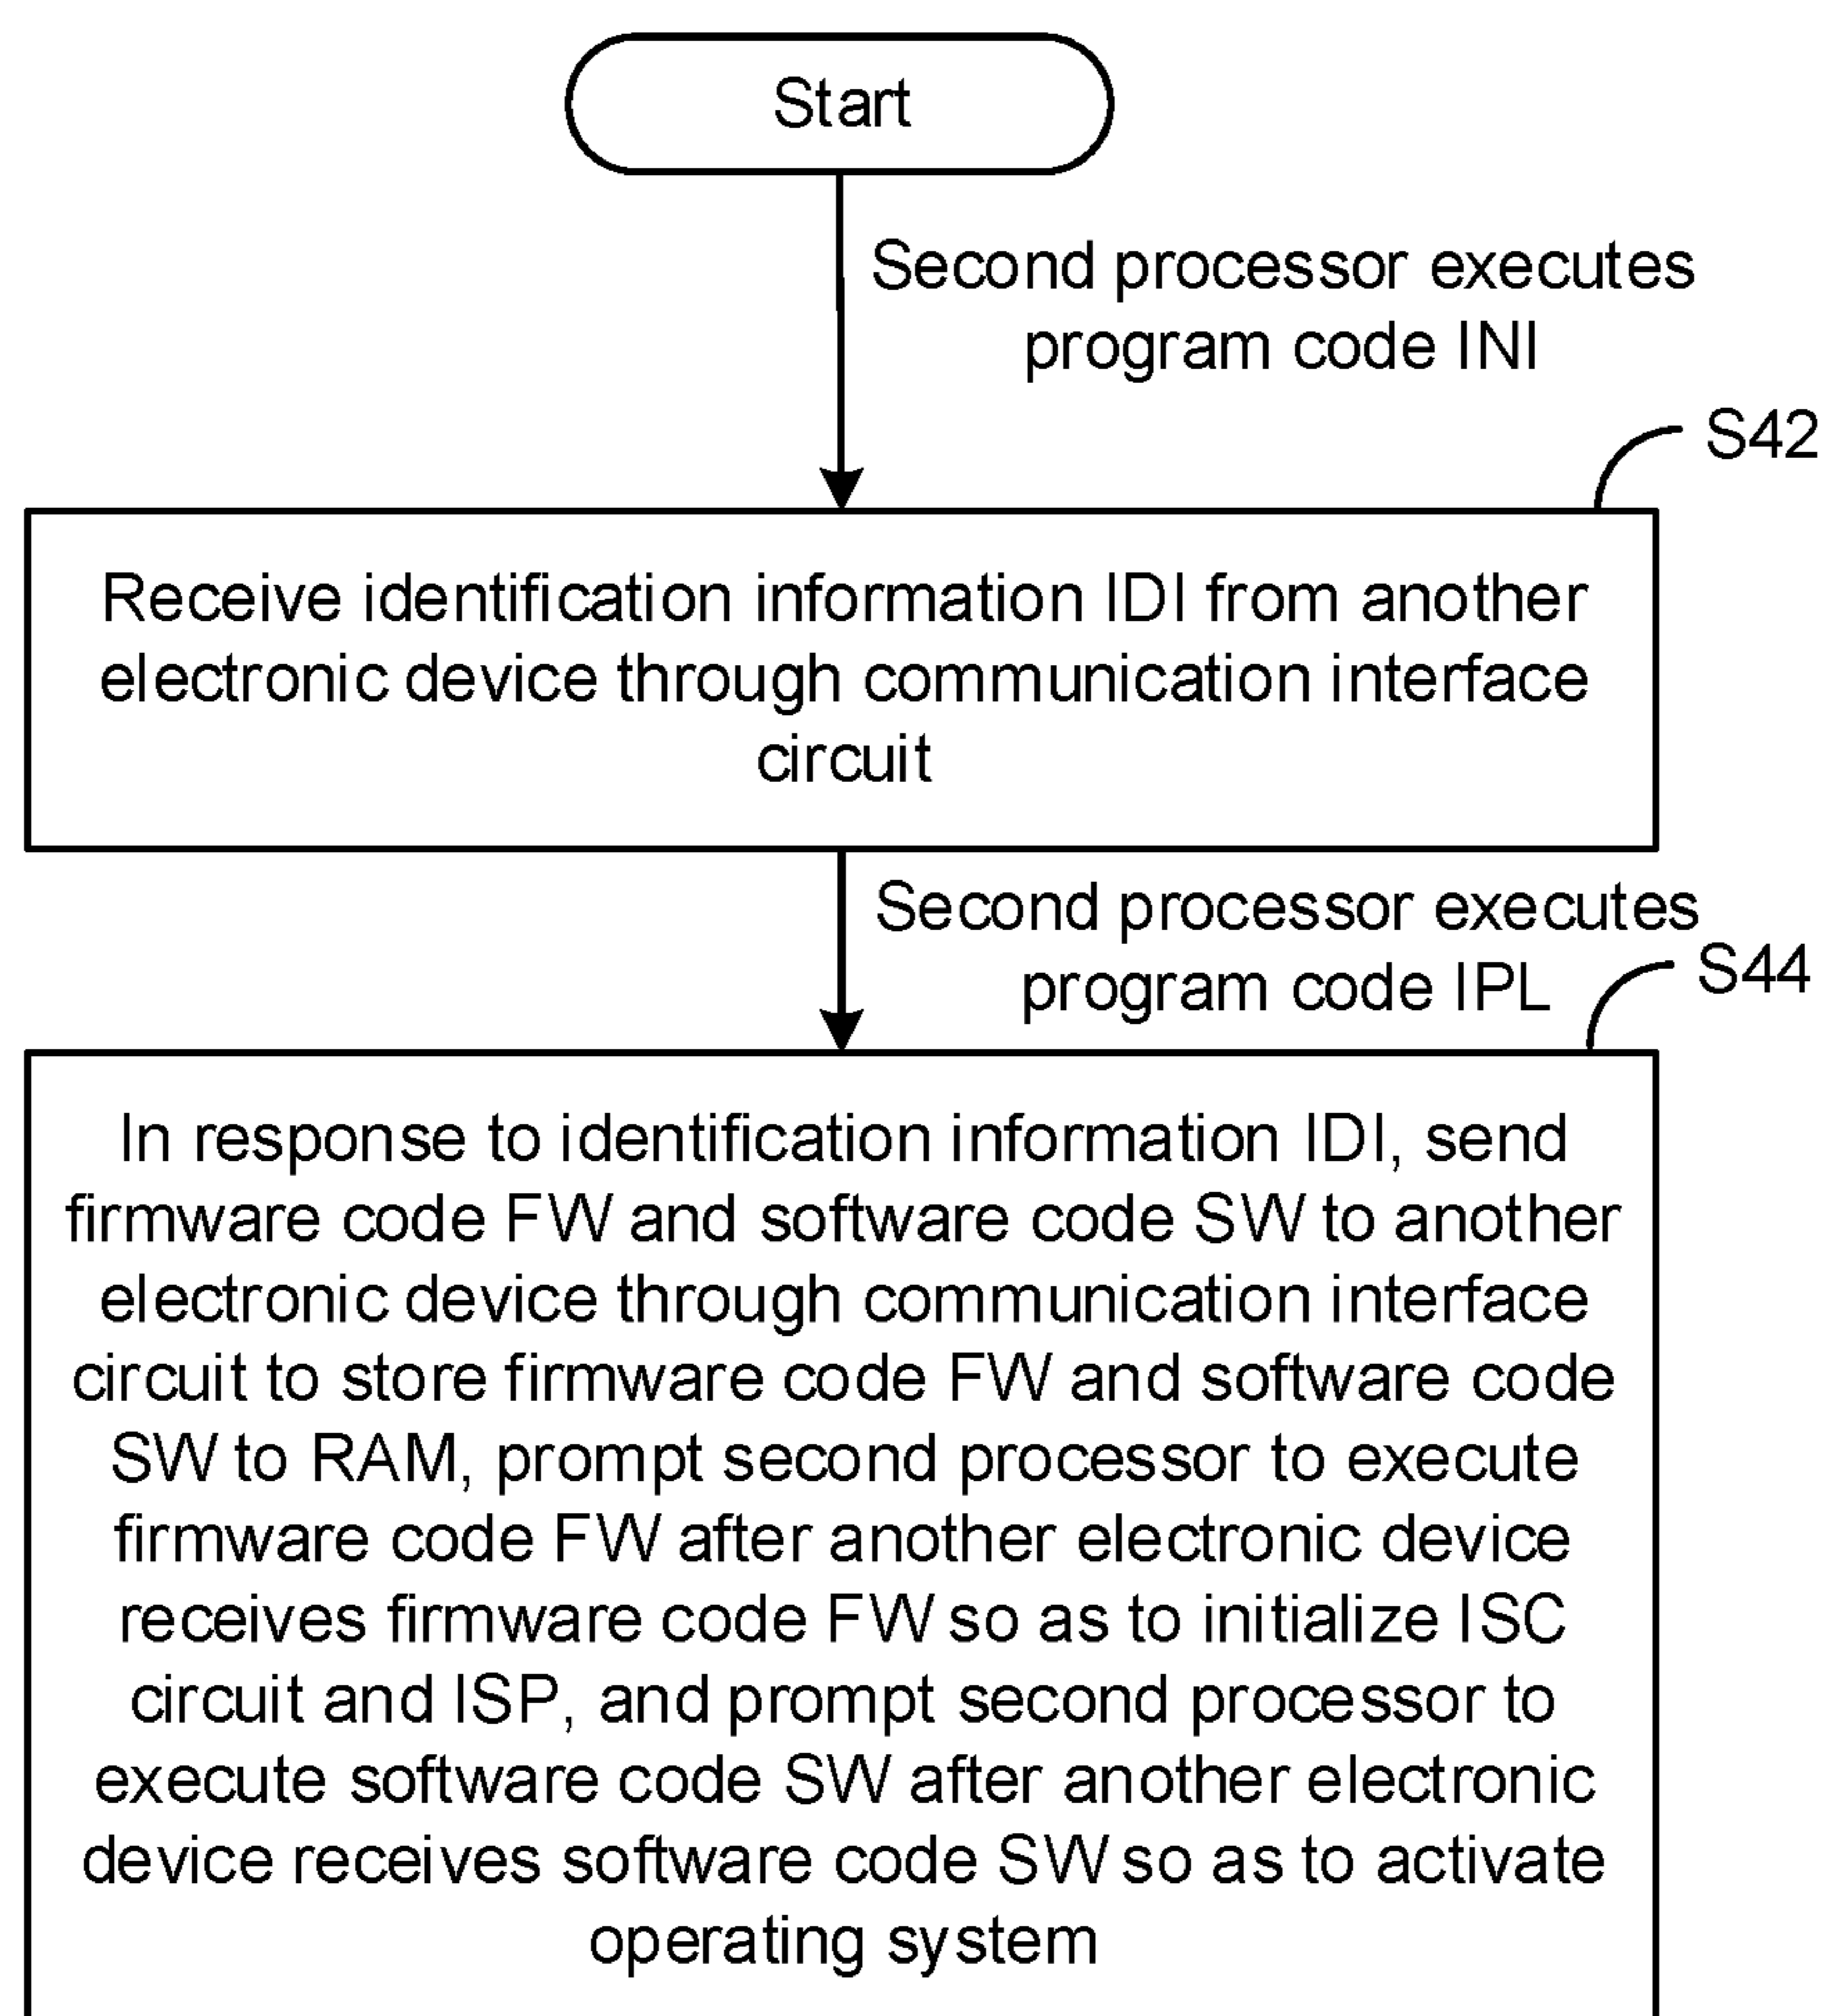 Start
Second processor executes
program code INI
S42
Receive identification information IDI from another
electronic device through communication interface
circuit
Second processor executes
program code IPL
S44
In response to identification information IDI, send
firmware code FW and software code SW to another
electronic device through communication interface
circuit to store firmware code FW and software code
SW to RAM, prompt second processor to execute
firmware code FW after another electronic device
receives firmware code FW so as to initialize ISC
circuit and ISP, and prompt second processor to
execute software code SW after another electronic
device receives software code SW so as to activate
operating system